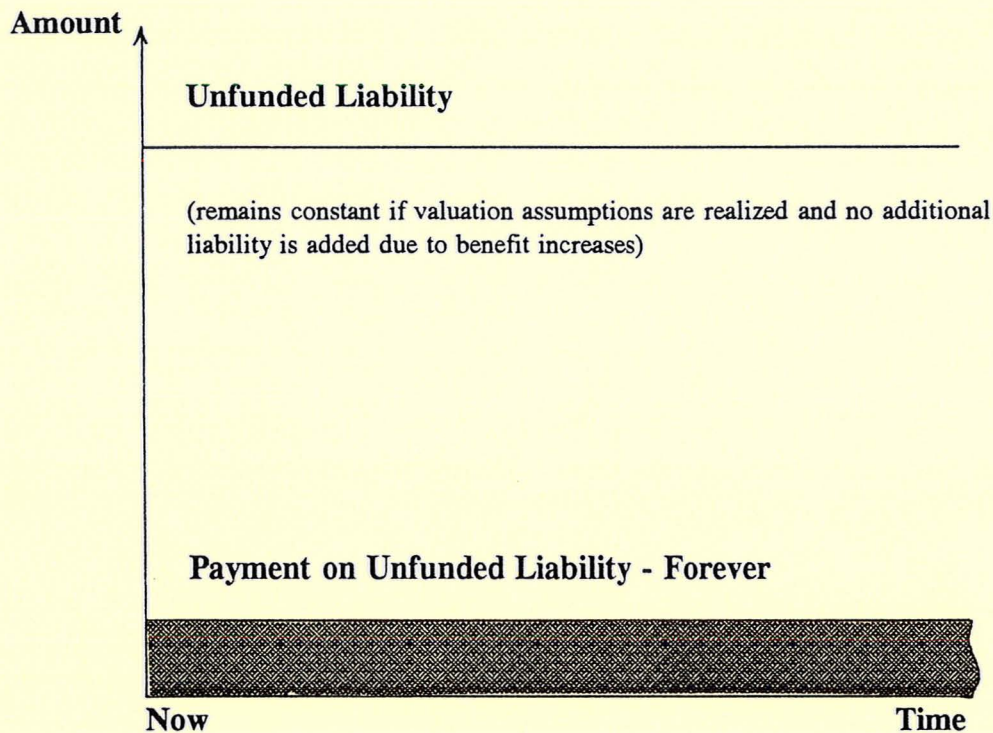 Amount
Unfunded Liability
(remains constant if valuation assumptions are realized and no additional
liability is added due to benefit increases)
Payment on Unfunded Liability - Forever
Now
Time